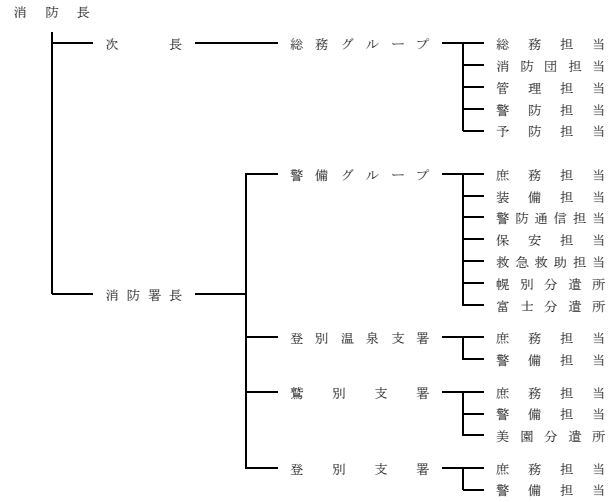 消防長
次長 総務グループ 総務担当
消防団担当
管理担当
警防担当
予防担当
警備グループ 庶務担当
装備担当
警防通信担当
保安担当
救急救助担当
幌別分遣所
消防署長
富士分遣所
登別温泉支署 庶務担当
警備担当
鷲別支署 庶務担当
警備担当
美園分遣所
登別支署 庶務担当
警備担当